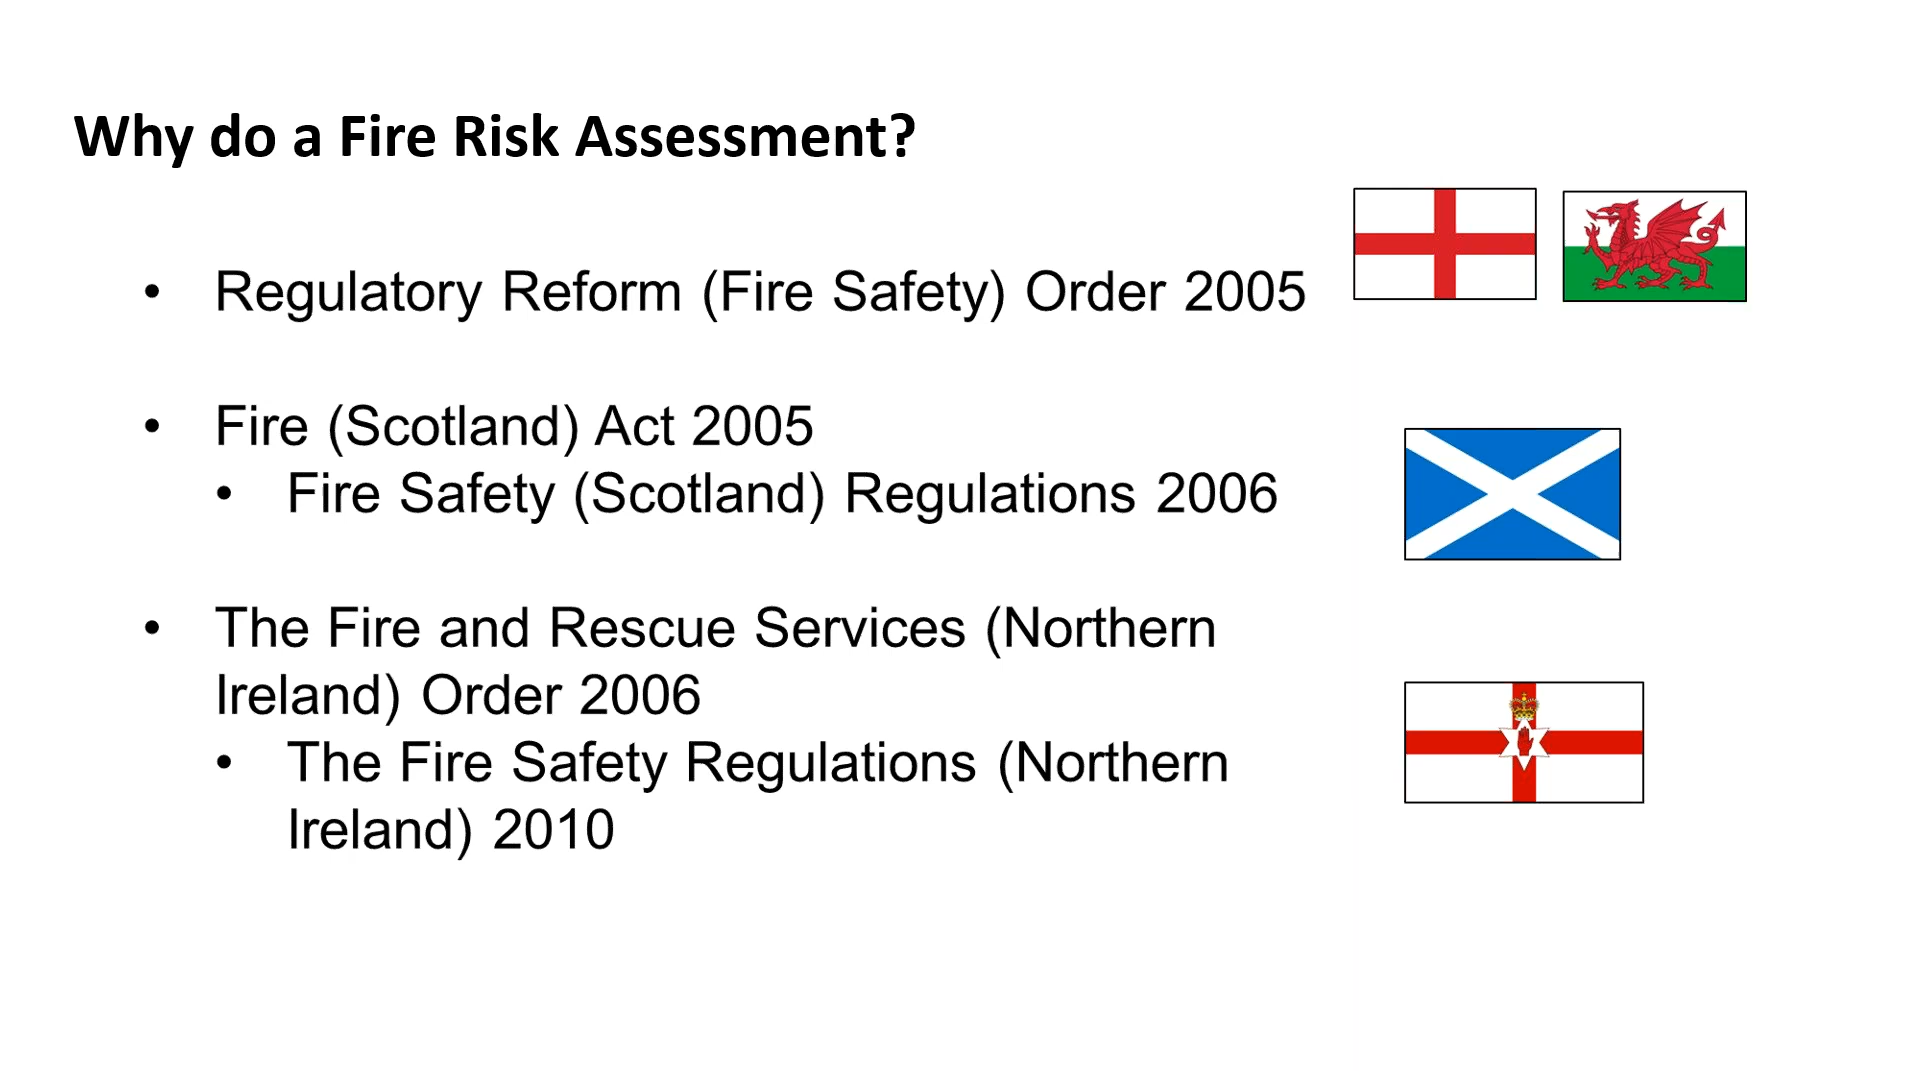 Why do a Fire Risk Assessment?
• Regulatory Reform (Fire Safety) Order 2005
• Fire (Scotland) Act 2005
• Fire Safety (Scotland) Regulations 2006
• The Fire and Rescue Services (Northern
Ireland) Order 2006
• The Fire Safety Regulations (Northern
Ireland) 2010